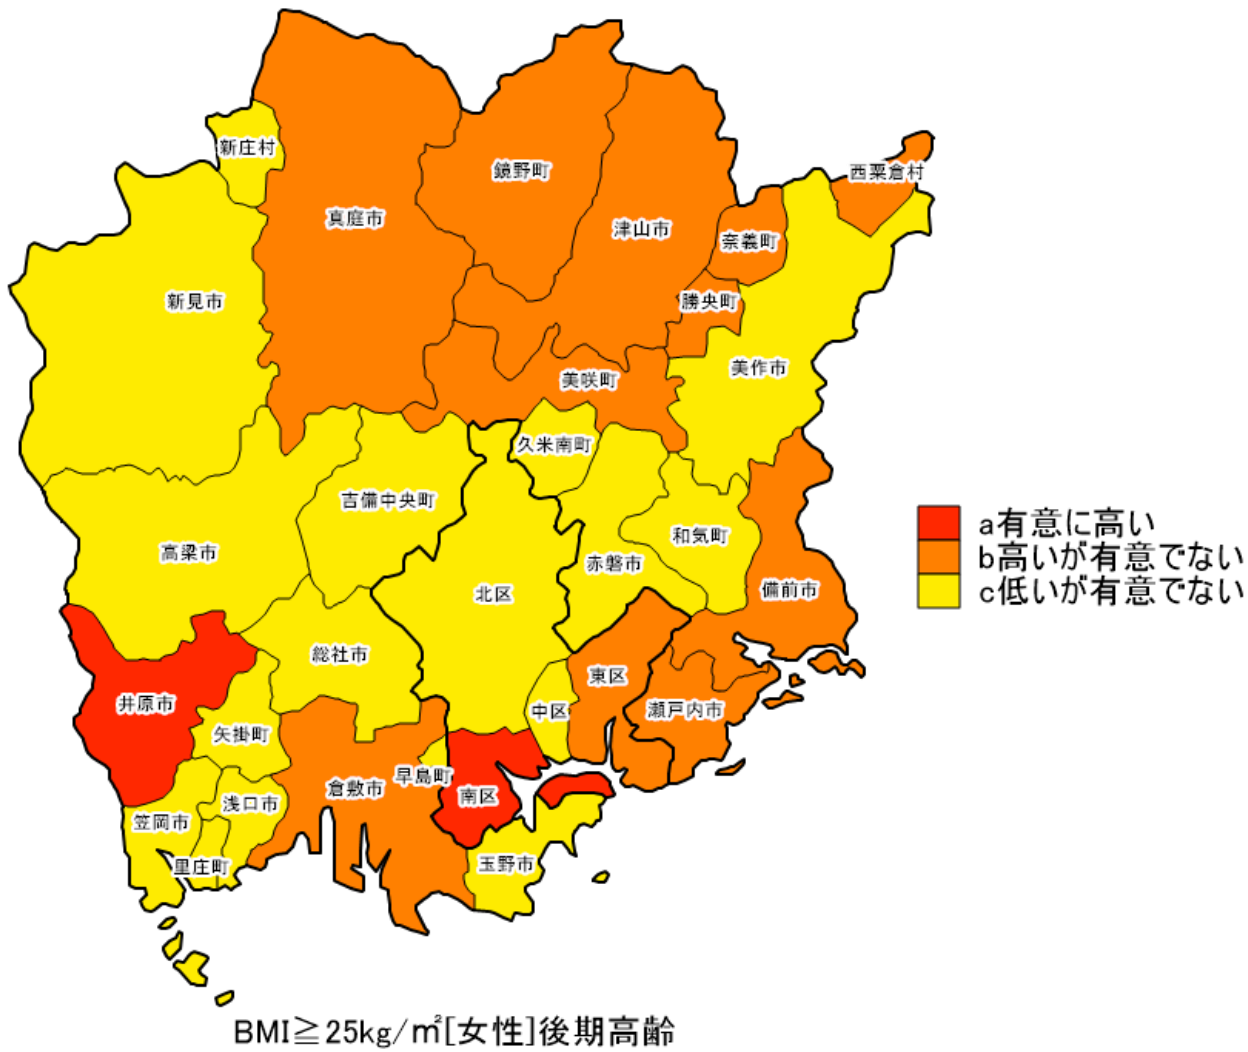 新庄村
鏡野町
西粟倉村
真庭市
津山市
奈義町
新見市
勝央町
美作市
美咲町
久米南町
吉備中央町
和気町
高梁市
赤磐市
備前市
北区
総社市
東区
井原市
中区
瀬戸内市
矢掛町
早島町
倉敷市
南区
浅口市
笠岡市
里庄町
玉野市
a有意に高い
b高いが有意でない
c低いが有意でない
BMI≧25kg/㎡[女性]後期高齢